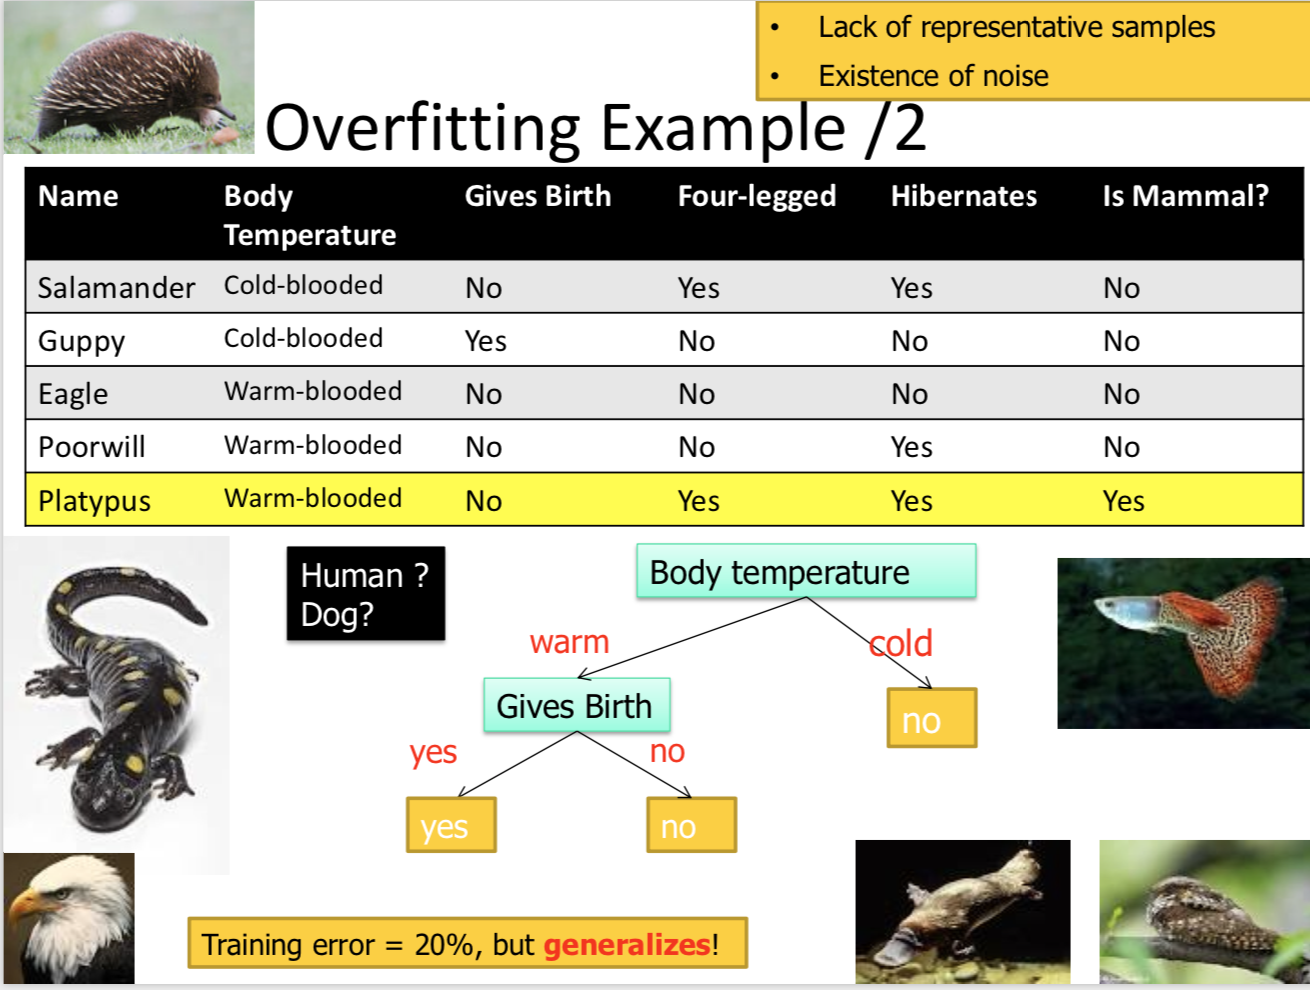 • Lack of representative samples
• Existence of noise
Overfitting Example /2
Name Body Temperature Gives Birth Four-legged Hibernates Is Mammal?
Salamander Cold-blooded No Yes Yes No
Guppy Cold-blooded Yes No No No
Eagle Warm-blooded No No No No
Poorwill Warm-blooded No No Yes No
Platypus Warm-blooded No Yes Yes Yes
Human ?
Dog?
Body temperature
warm
cold
Gives Birth
no
yes
no
yes
no
Training error = 20%, but generalizes!